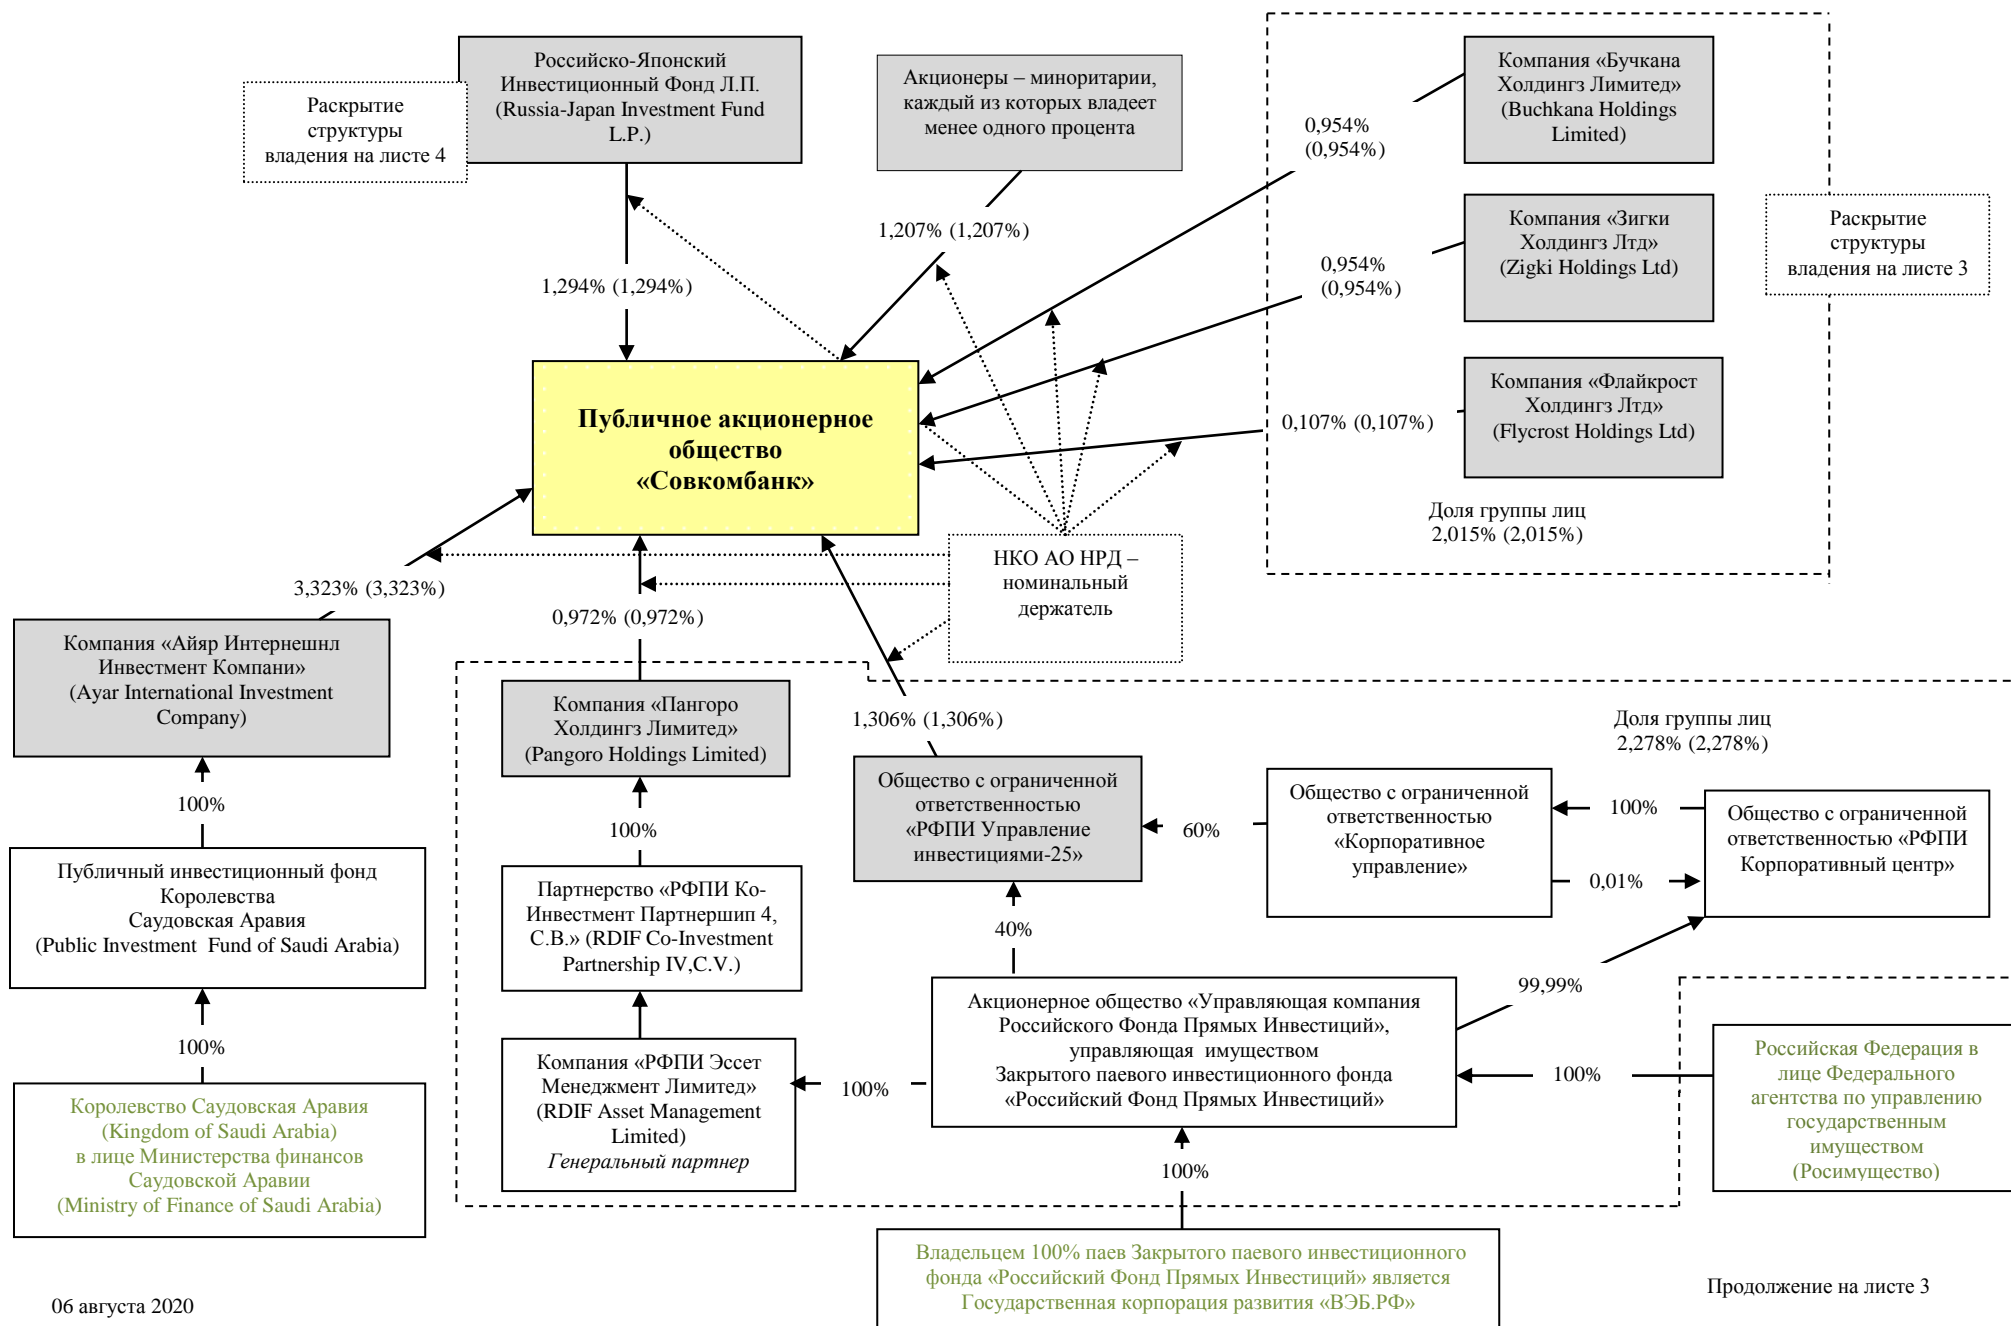 Российско-Японский
Инвестиционный Фонд Л.П.
(Russia-Japan Investment Fund
L.P.)
Раскрытие
структуры
владения на листе 4
Акционеры – миноритарии,
каждый из которых владеет
менее одного процента
Компания «Бучкана
Холдингз Лимитед»
(Buchkana Holdings
Limited)
0,954%
(0,954%)
Компания «Зигки
Холдингз Лтд»
(Zigki Holdings Ltd)
Раскрытие
структуры
владения на листе 3
1,207% (1,207%)
0,954%
(0,954%)
1,294% (1,294%)
Компания «Флайкрост
Холдингз Лтд»
(Flycrost Holdings Ltd)
0,107% (0,107%)
Публичное акционерное
общество
«Совкомбанк»
Доля группы лиц
2,015% (2,015%)
НКО АО НРД –
номинальный
держатель
3,323% (3,323%)
0,972% (0,972%)
Компания «Айяр Интернешнл
Инвестмент Компани»
(Ayar International Investment
Company)
Компания «Пангоро
Холдингз Лимитед»
(Pangoro Holdings Limited)
1,306% (1,306%)
Доля группы лиц
2,278% (2,278%)
Общество с ограниченной
ответственностью
«РФПИ Управление
инвестициями-25»
60%
Общество с ограниченной
ответственностью
«Корпоративное
управление»
100%
0,01%
Общество с ограниченной
ответственностью «РФПИ
Корпоративный центр»
100%
100%
Публичный инвестиционный фонд
Королевства
Саудовская Аравия
(Public Investment Fund of Saudi Arabia)
Партнерство «РФПИ Ко-
Инвестмент Партнершип 4,
С.В.» (RDIF Co-Investment
Partnership IV,C.V.)
40%
99,99%
Акционерное общество «Управляющая компания
Российского Фонда Прямых Инвестиций»,
управляющая имуществом
Закрытого паевого инвестиционного фонда
«Российский Фонд Прямых Инвестиций»
100%
Компания «РФПИ Эссет
Менеджмент Лимитед»
(RDIF Asset Management
Limited)
Генеральный партнер
100%
100%
Российская Федерация в
лице Федерального
агентства по управлению
государственным
имуществом
(Росимущество)
Королевство Саудовская Аравия
(Kingdom of Saudi Arabia)
в лице Министерства финансов
Саудовской Аравии
(Ministry of Finance of Saudi Arabia)
100%
Владельцем 100% паев Закрытого паевого инвестиционного
фонда «Российский Фонд Прямых Инвестиций» является
Государственная корпорация развития «ВЭБ.РФ»
06 августа 2020
Продолжение на листе 3